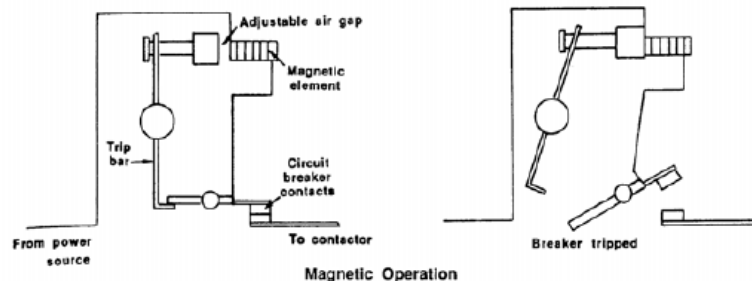 Adjustable air gap
Magnetic
element
Trip
bar
Circuit
breaker
contacts
From power
source
To contactor
Breaker tripped
Magnetic Operation